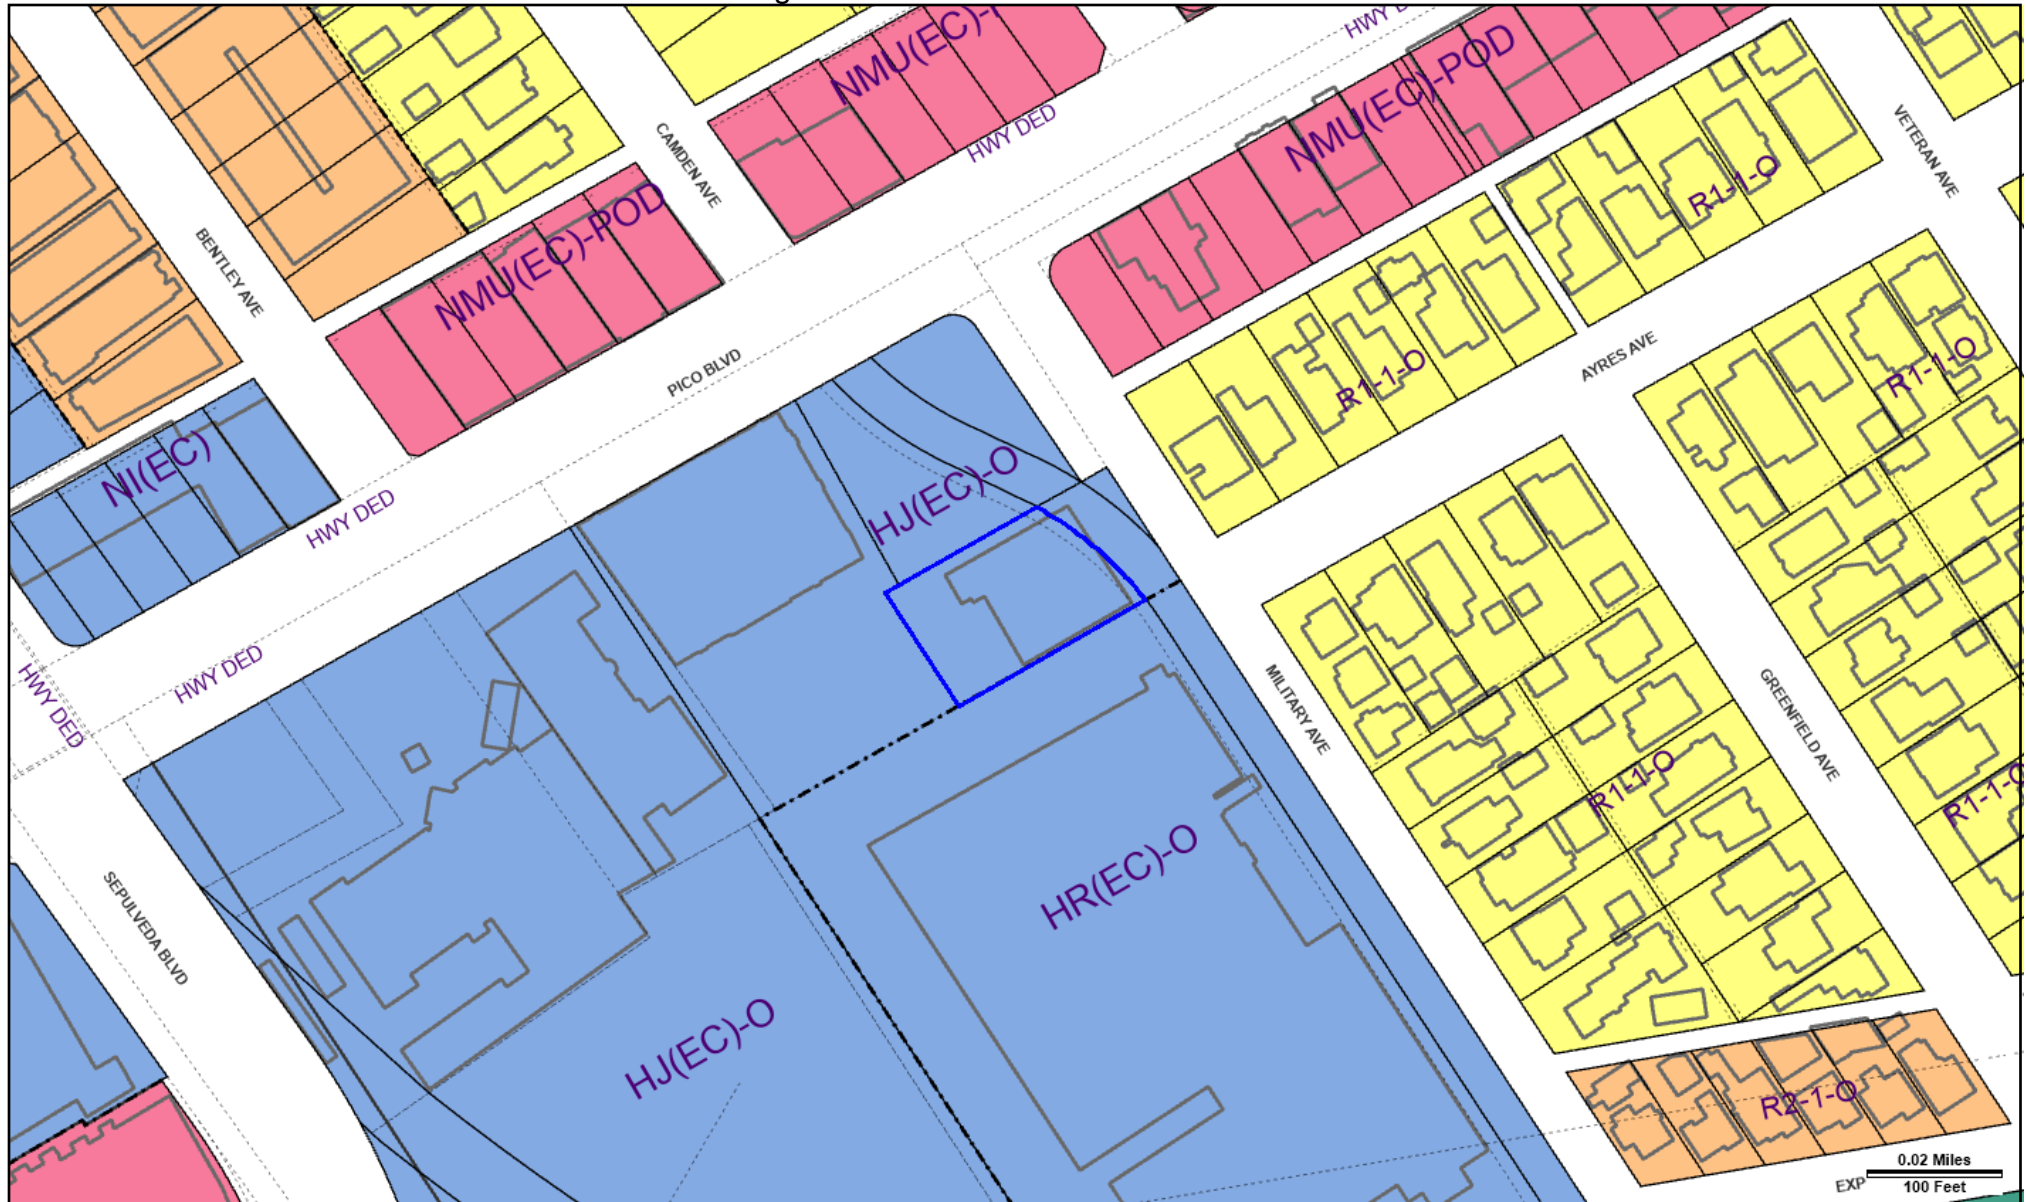 HWY D
NMU(EC)-
NMU(EC)-POD
HWY DED
CAMDEN AVE
VETERAN AVE
R1-1-O
NMU(EC)-POD
BENTLEY AVE
PICO BLVD
AYRES AVE
R1-1-O
R1-1-O
NI(EC)
HJ(EC)-O
HWY DED
HWY DED
HWY DED
MILITARY AVE
GREENFIELD AVE
R1-1-O
R1-1-O
HR(EC)-O
SEPULVEDA BLVD
HJ(EC)-O
R2-1-O
EXP
0.02 Miles
100 Feet